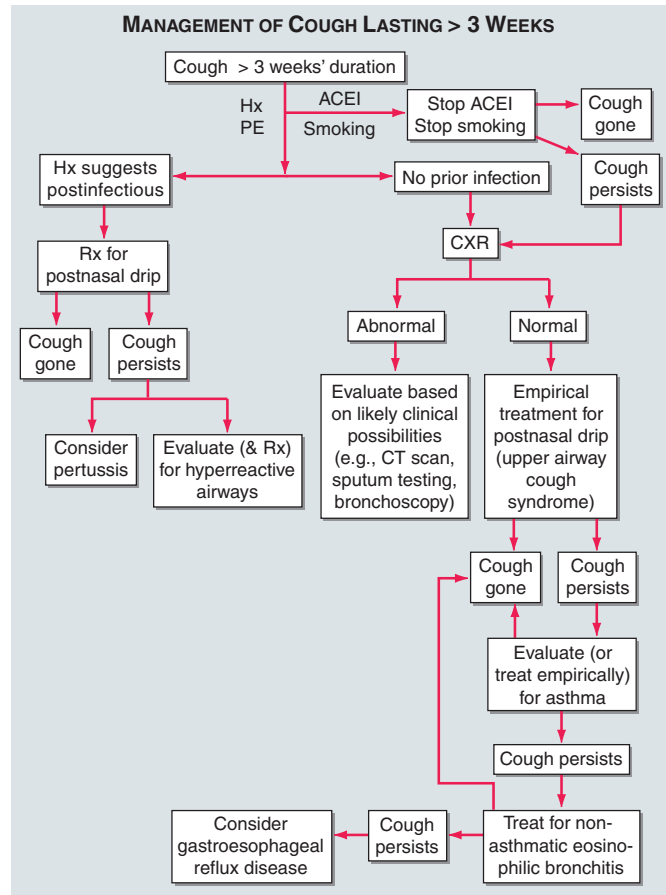 MANAGEMENT OF COUGH LASTING > 3 WEEKS
Cough > 3 weeks' duration
Hx
PE
ACEI
Smoking
Stop ACEI
Stop smoking
Cough
gone
Cough
persists
Hx suggests
postinfectious
No prior infection
Rx for
postnasal drip
CXR
Cough
gone
Cough
persists
Abnormal
Normal
Consider
pertussis
Evaluate (& Rx)
for hyperreactive
airways
Evaluate based
on likely clinical
possibilities
(e.g., CT scan,
sputum testing,
bronchoscopy)
Empirical
treatment for
postnasal drip
(upper airway
cough
syndrome)
Cough
gone
Cough
persists
Evaluate (or
treat empirically)
for asthma
Cough persists
Treat for non-
asthmatic eosino-
philic bronchitis
Cough
persists
Consider
gastroesophageal
reflux disease